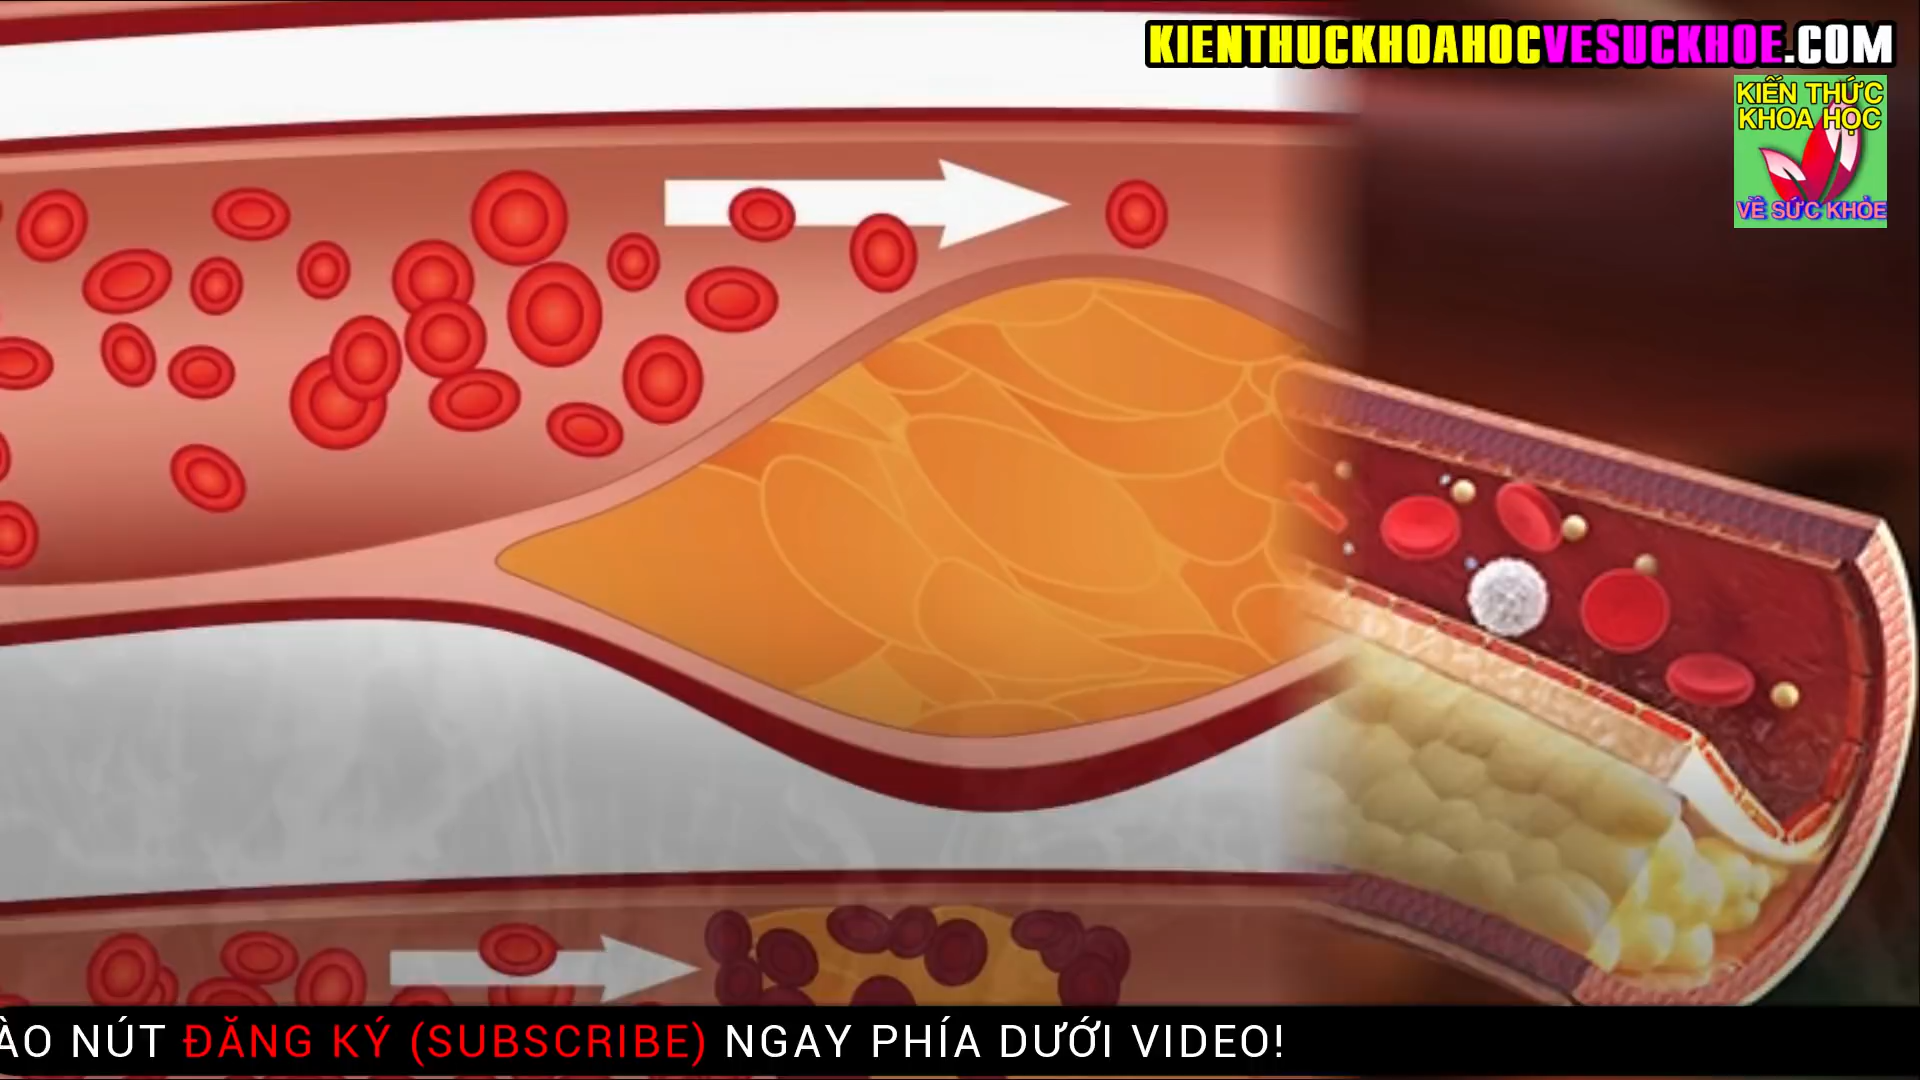 KIENTHUCKHOAHOCVESUCKHOE.COM
KIẾN THỨC
KHOA HỌC
VỀ SỨC KHỎE
ÀO NÚT ĐĂNG KÝ (SUBSCRIBE) NGAY PHÍA DƯỚI VIDEO!